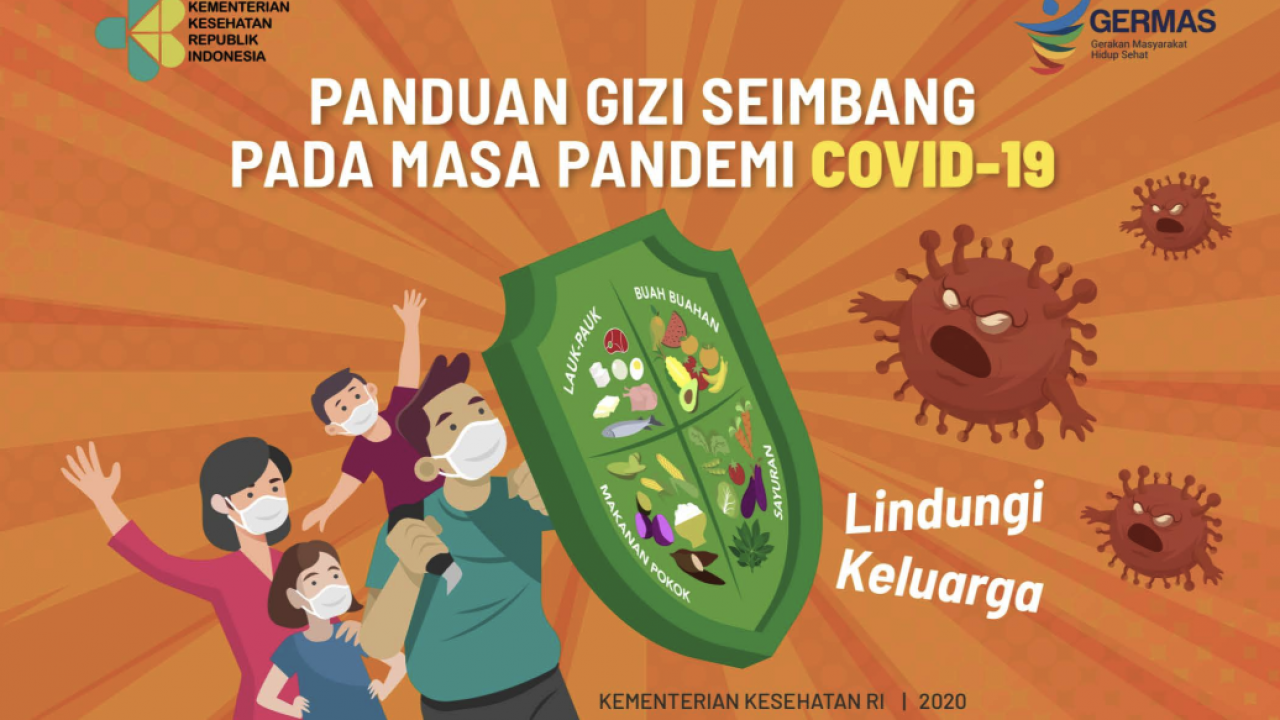 KEMENTERIAN
KESEHATAN
REPUBLIK
INDONESIA
GERMAS
Gerakan Masyarakat
Hidup Sehat
PANDUAN GIZI SEIMBANG
PADA MASA PANDEMI COVID-19
LAUK-PAUK
BUAH BUAHAN
MAKANAN POKOK
SAYURAN
Lindungi
Keluarga
KEMENTERIAN KESEHATAN RI | 2020